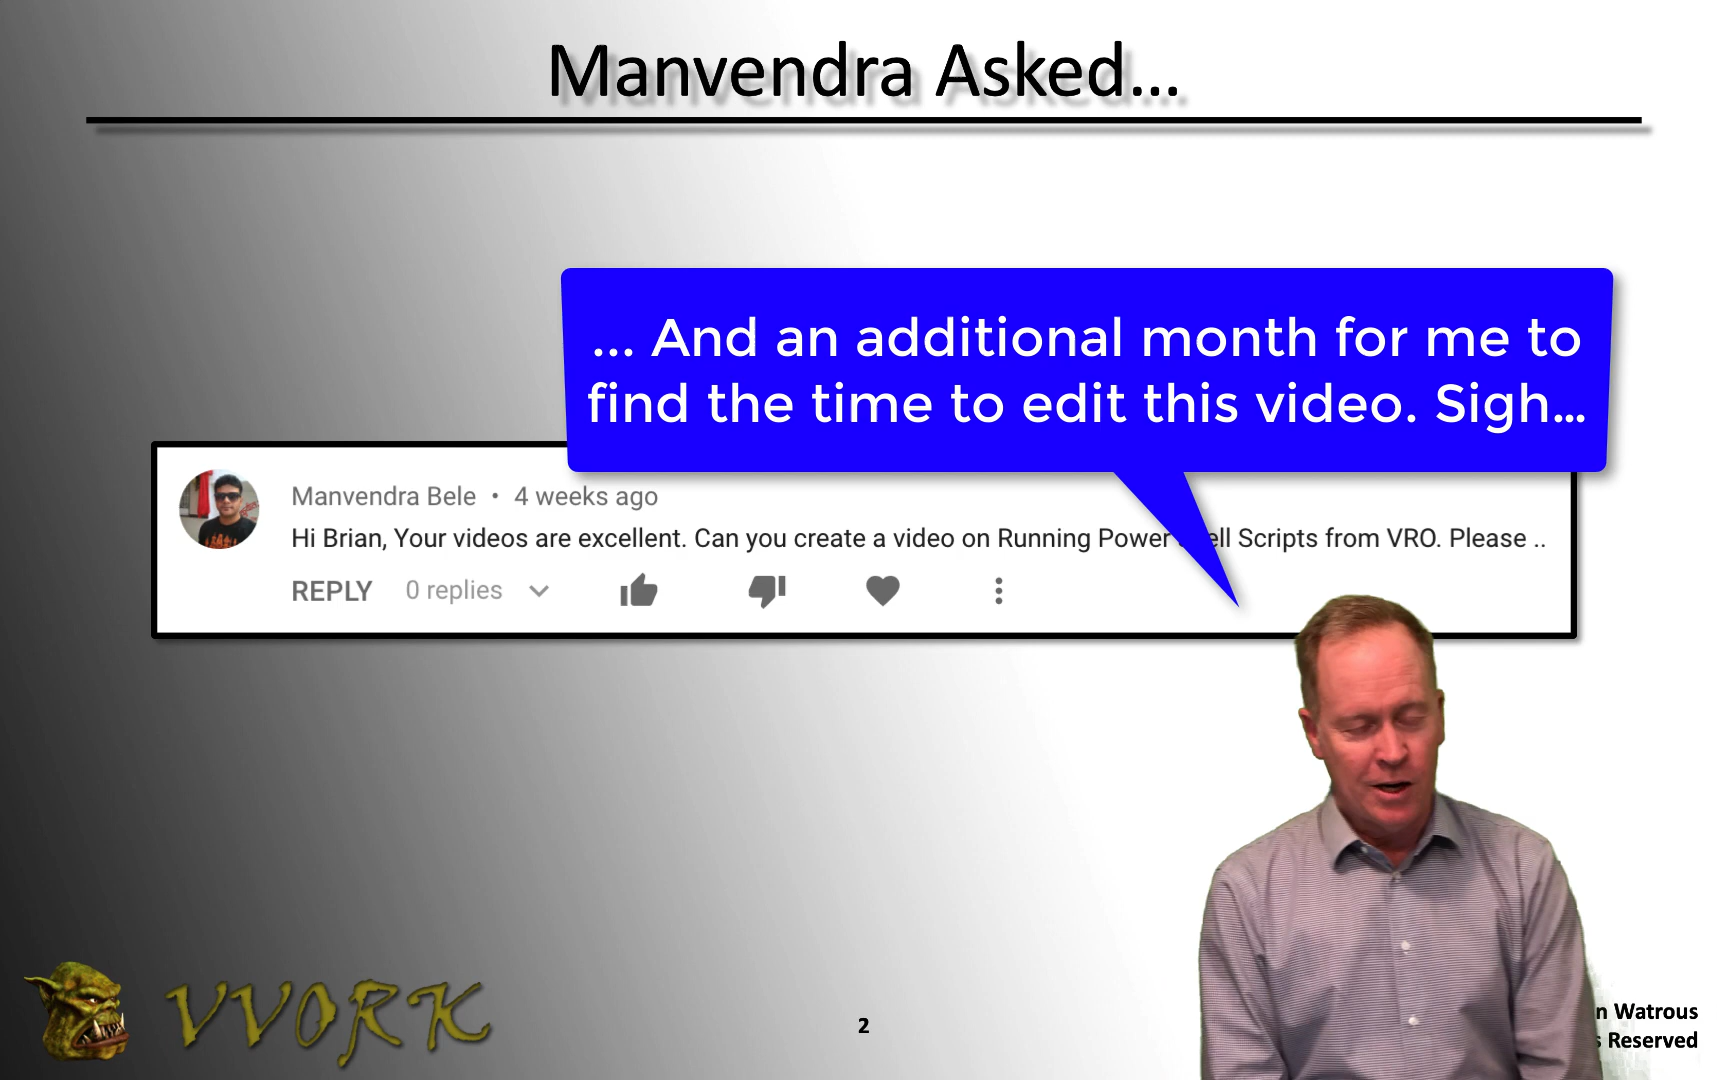 Manvendra Asked...
... And an additional month for me to
find the time to edit this video. Sigh...
Manvendra Bele • 4 weeks ago
Hi Brian, Your videos are excellent. Can you create a video on Running Power ell Scripts from VRO. Please ..
REPLY 0 replies
VVORK
2
n Watrous
s Reserved